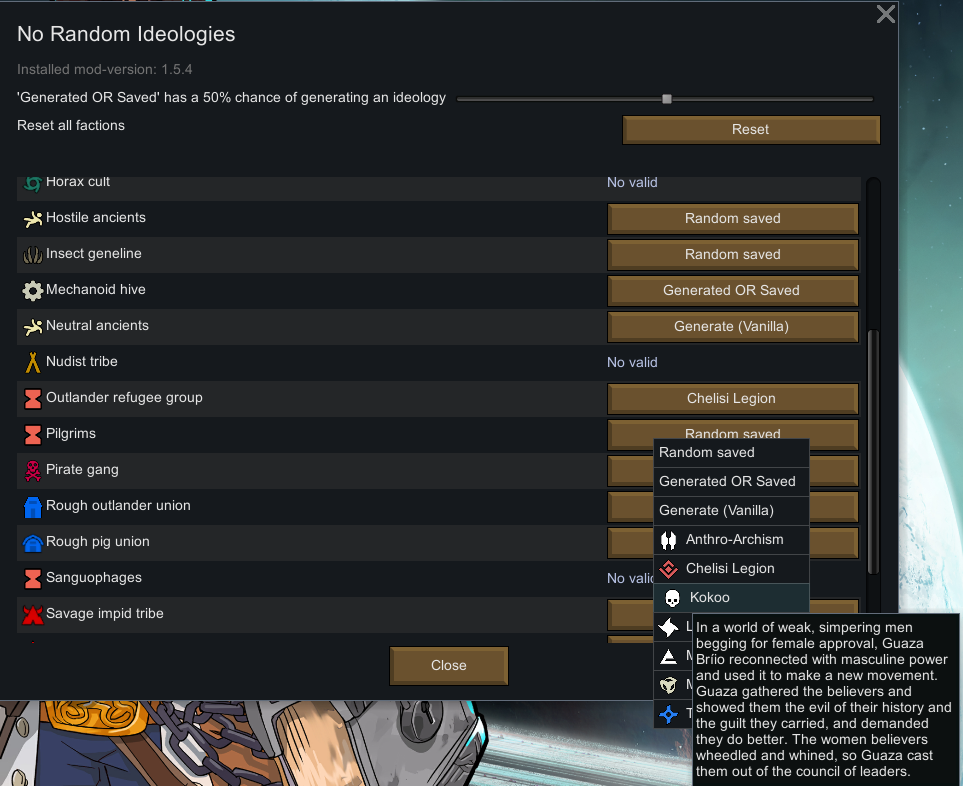 No Random Ideologies
Installed mod-version: 1.5.4
'Generated OR Saved' has a 50% chance of generating an ideology
Reset all factions
Reset
Horax cult
No valid
Hostile ancients
Random saved
Insect geneline
Random saved
Mechanoid hive
Generated OR Saved
Neutral ancients
Generate (Vanilla)
Nudist tribe
No valid
Outlander refugee group
Chelisi Legion
Pilgrims
Random saved
Random saved
Pirate gang
Generated OR Saved
Rough outlander union
Generate (Vanilla)
Rough pig union
Anthro-Archism
Chelisi Legion
Sanguophages
No valid
Kokoo
Savage impid tribe
L
M
M
T
In a world of weak, simpering men
begging for female approval, Guaza
Bríio reconnected with masculine power
and used it to make a new movement.
Guaza gathered the believers and
showed them the evil of their history and
the guilt they carried, and demanded
they do better. The women believers
wheedled and whined, so Guaza cast
them out of the council of leaders.
Close